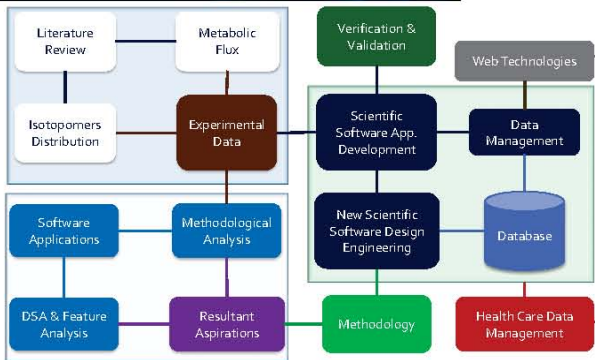 Literature
Review
Metabolic
Flux
Verification &
Validation
Web Technologies
Isotopomers
Distribution
Experimental
Data
Scientific
Software App.
Development
Data
Management
Software
Applications
Methodological
Analysis
New Scientific
Software Design
Engineering
Database
DSA & Feature
Analysis
Resultant
Aspirations
Methodology
Health Care Data
Management